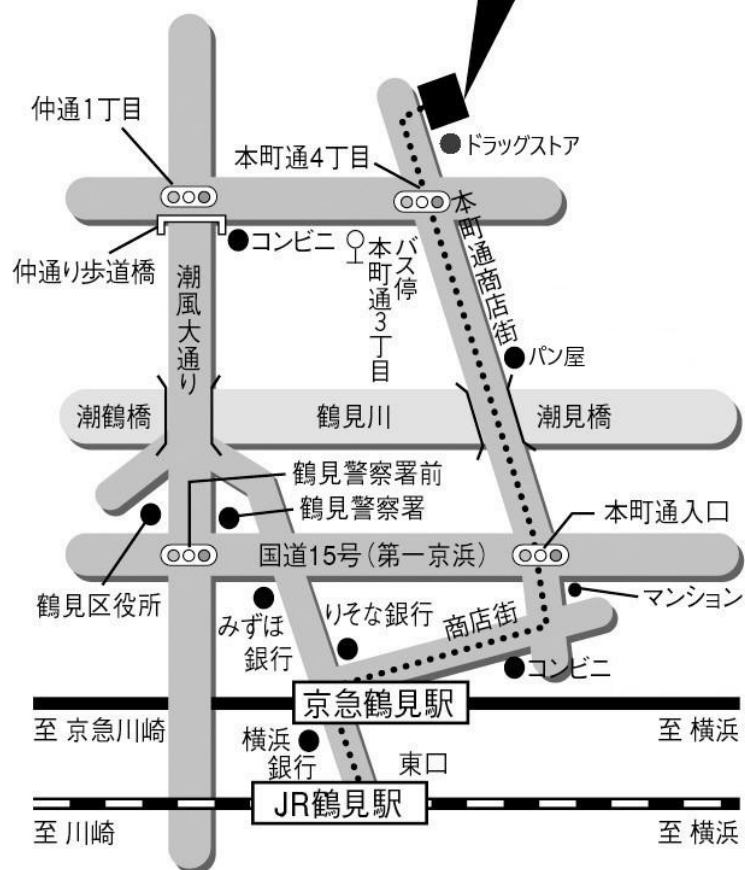 仲通1丁目
本町通4丁目
ドラッグストア
本町通商店街
仲通り歩道橋
コンビニ
バス停
本町通3丁目
潮風大通り
パン屋
潮鶴橋
鶴見川
潮見橋
鶴見警察署前
鶴見警察署
本町通入口
国道15号(第一京浜)
鶴見区役所
みずほ
銀行
りそな銀行
商店街
マンション
コンビニ
京急鶴見駅
至 京急川崎
至 横浜
横浜
銀行
東口
JR鶴見駅
至 川崎
至 横浜